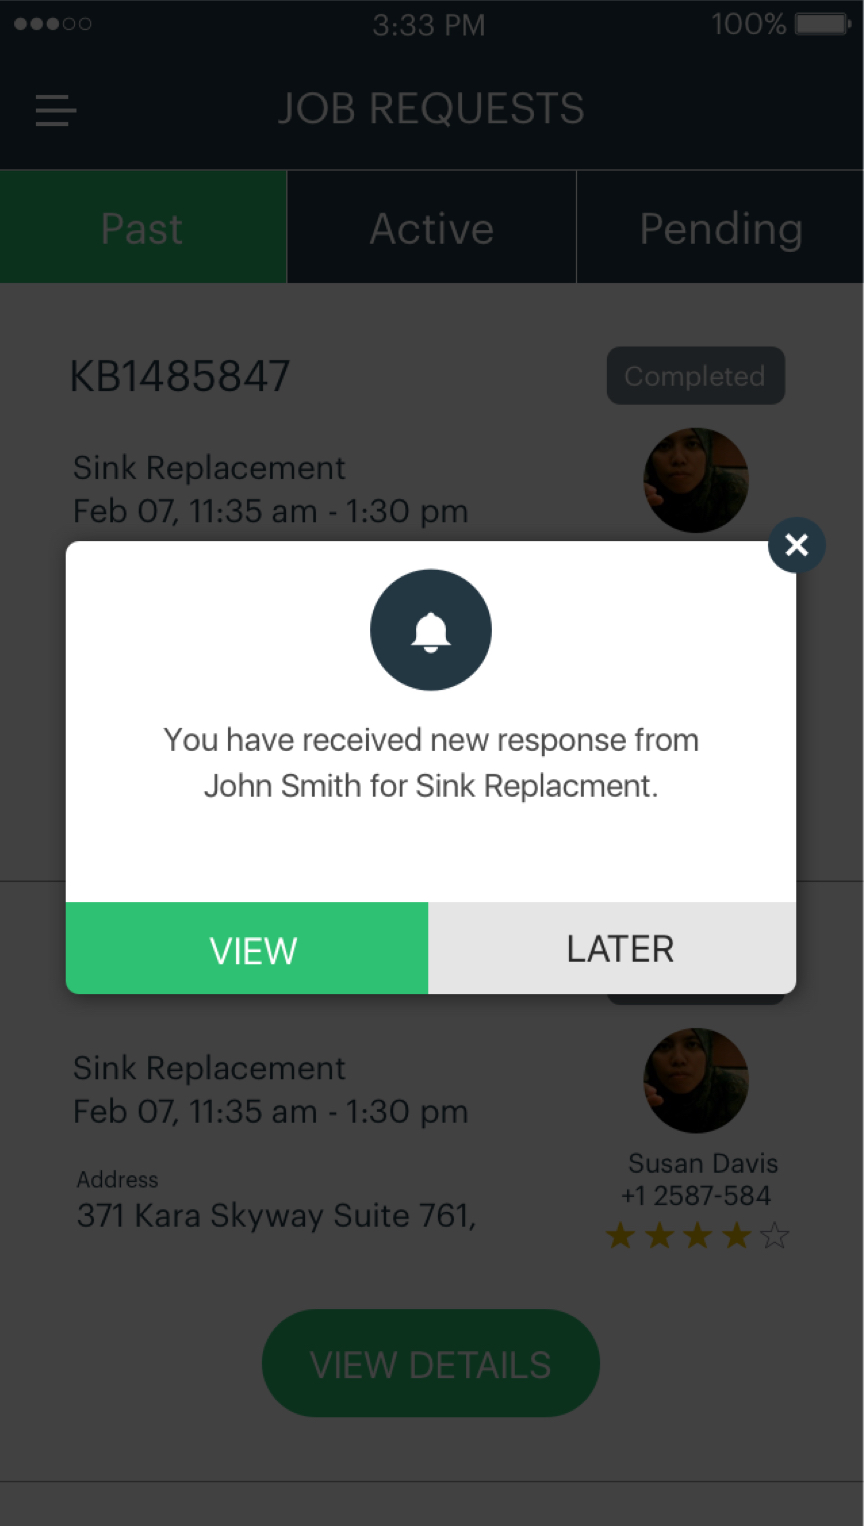 3:33 PM 100%
JOB REQUESTS
Past Active Pending
KB1485847 Completed
Sink Replacement
Feb 07, 11:35 am - 1:30 pm
You have received new response from
John Smith for Sink Replacment.
VIEW LATER
Sink Replacement
Feb 07, 11:35 am - 1:30 pm
Address
371 Kara Skyway Suite 761,
Susan Davis
+1 2587-584
VIEW DETAILS